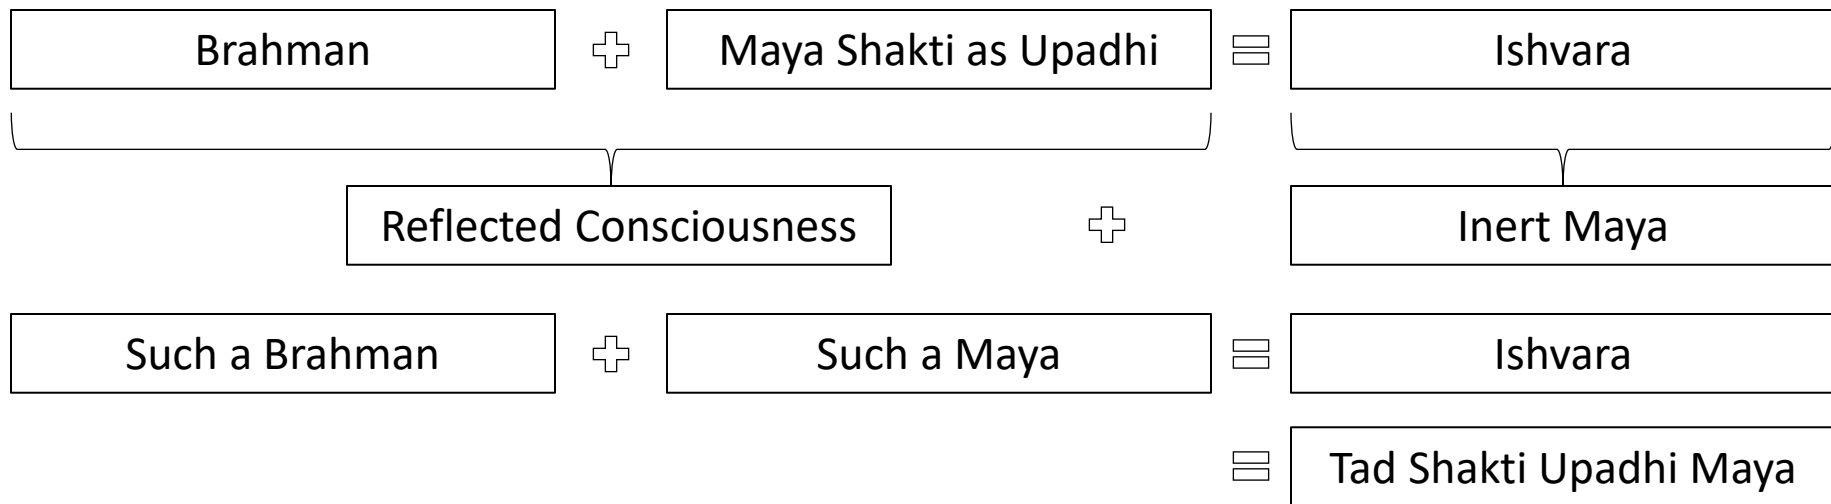 Brahman + Maya Shakti as Upadhi = Ishvara
Reflected Consciousness + Inert Maya
Such a Brahman + Such a Maya = Ishvara
= Tad Shakti Upadhi Maya